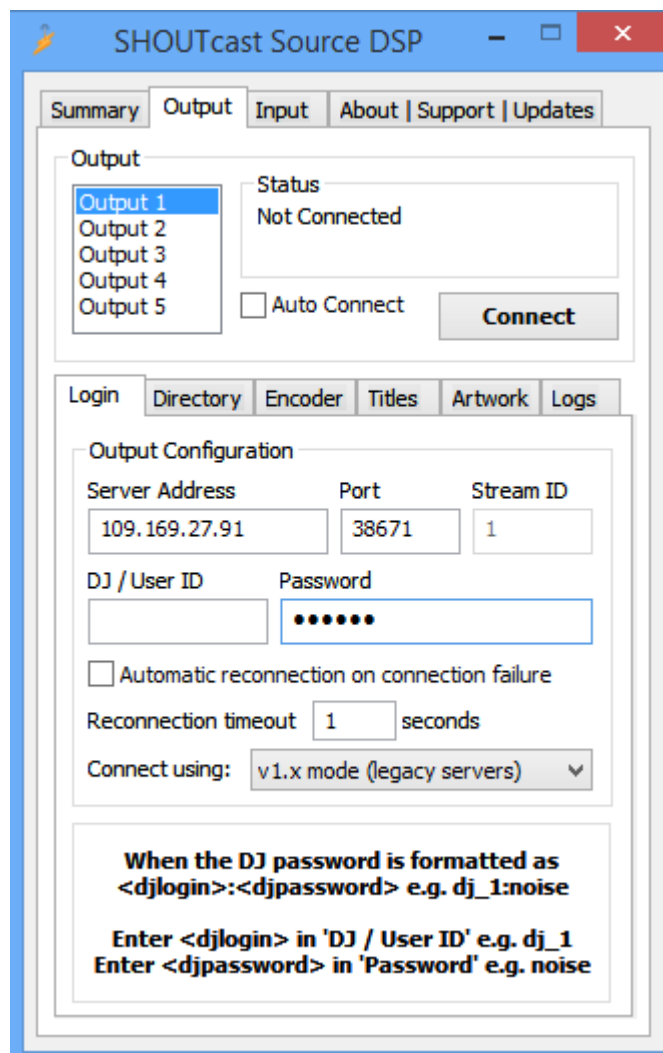 SHOUTcast Source DSP
Summary Output Input About | Support | Updates
Output
Output 1
Output 2
Output 3
Output 4
Output 5
Status
Not Connected
Auto Connect
Connect
Login Directory Encoder Titles Artwork Logs
Output Configuration
Server Address Port Stream ID
109.169.27.91 38671 1
DJ / User ID Password
••••••
Automatic reconnection on connection failure
Reconnection timeout 1 seconds
Connect using: v1.x mode (legacy servers)
When the DJ password is formatted as
<djlogin>:<djpassword> e.g. dj_1:noise
Enter <djlogin> in 'DJ / User ID' e.g. dj_1
Enter <djpassword> in 'Password' e.g. noise